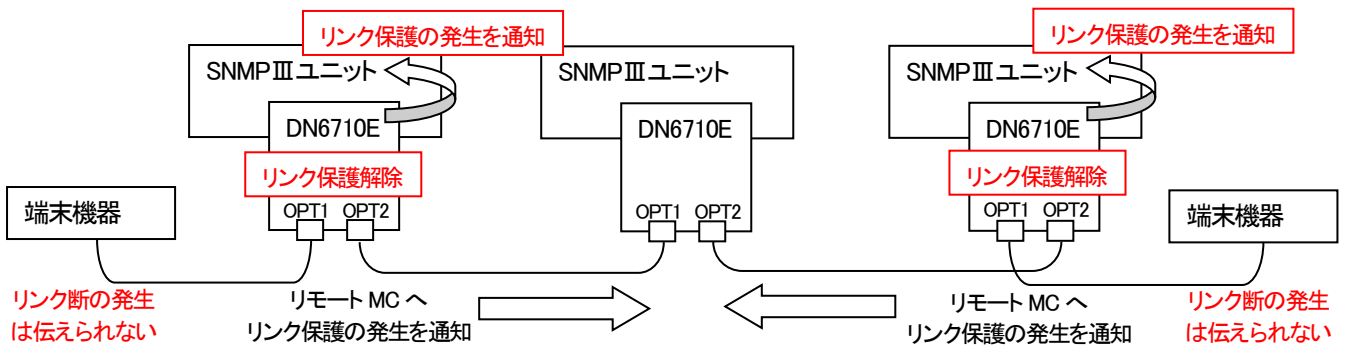 リンク保護の発生を通知
リンク保護の発生を通知
SNMPⅢユニット
SNMPⅢユニット
SNMPⅢユニット
DN6710E
DN6710E
DN6710E
リンク保護解除
リンク保護解除
端末機器
OPT1 OPT2
OPT1 OPT2
OPT1 OPT2
端末機器
リンク断の発生
は伝えられない
リモート MC へ
リンク保護の発生を通知
リモート MC へ
リンク保護の発生を通知
リンク断の発生
は伝えられない